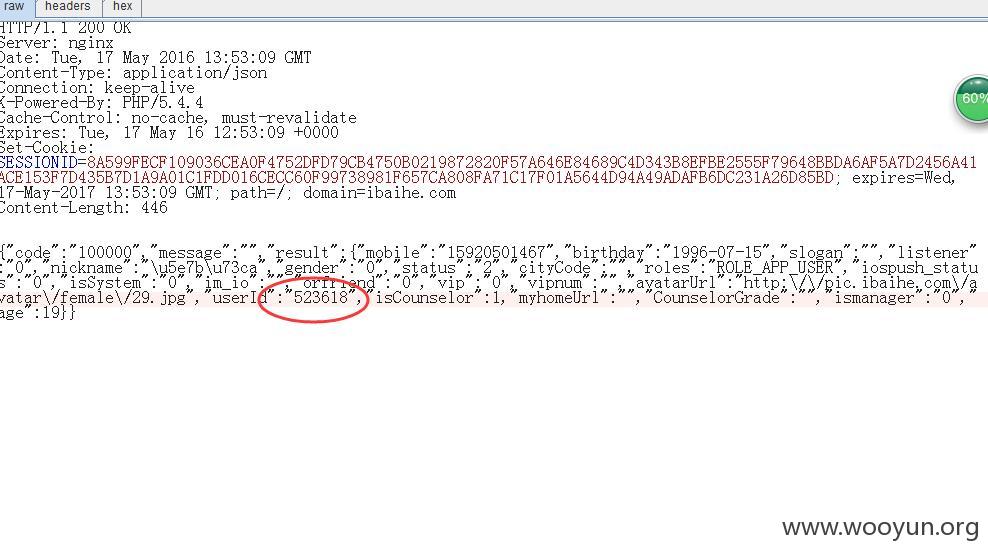 raw headers hex
HTTP/1.1 200 OK
Server: nginx
Date: Tue, 17 May 2016 13:53:09 GMT
Content-Type: application/json
Connection: keep-alive
X-Powered-By: PHP/5.4.4
Cache-Control: no-cache, must-revalidate
Expires: Tue, 17 May 16 12:53:09 +0000
Set-Cookie:
SESSIONID=8A599FECF109036CEA0F4752DFD79CB4750B0219872820F57A646E84689C4D343B8EFBE2555F79648BBDA6AF5A7D2456A41
ACE153F7D435B7D1A9A01C1FDD016CECC60F99738981F657CA808FA71C17F01A5644D94A49ADAFB6DC231A26D85BD; expires=Wed,
17-May-2017 13:53:09 GMT; path=/; domain=ibaihe.com
Content-Length: 446
{"code":"100000","message":"","result":{"mobile":"15920501467","birthday":"1996-07-15","slogan":"","listener"
:"0","nickname":"\u5e7b\u73ca","gender":"0","status":"2","cityCode":"","roles":"ROLE_APP_USER","iospush_statu
s":"0","isSystem":"0","im_io":"","orfriend":"0","vip":"0","vipnum":"","avatarUrl":"http:\/\/pic.ibaihe.com\/a
vatar\/female\/29.jpg","userId":"523618","isCounselor":1,"myhomeUrl":"","CounselorGrade":"","ismanager":"0","
age":19}}
60%
www.wooyun.org